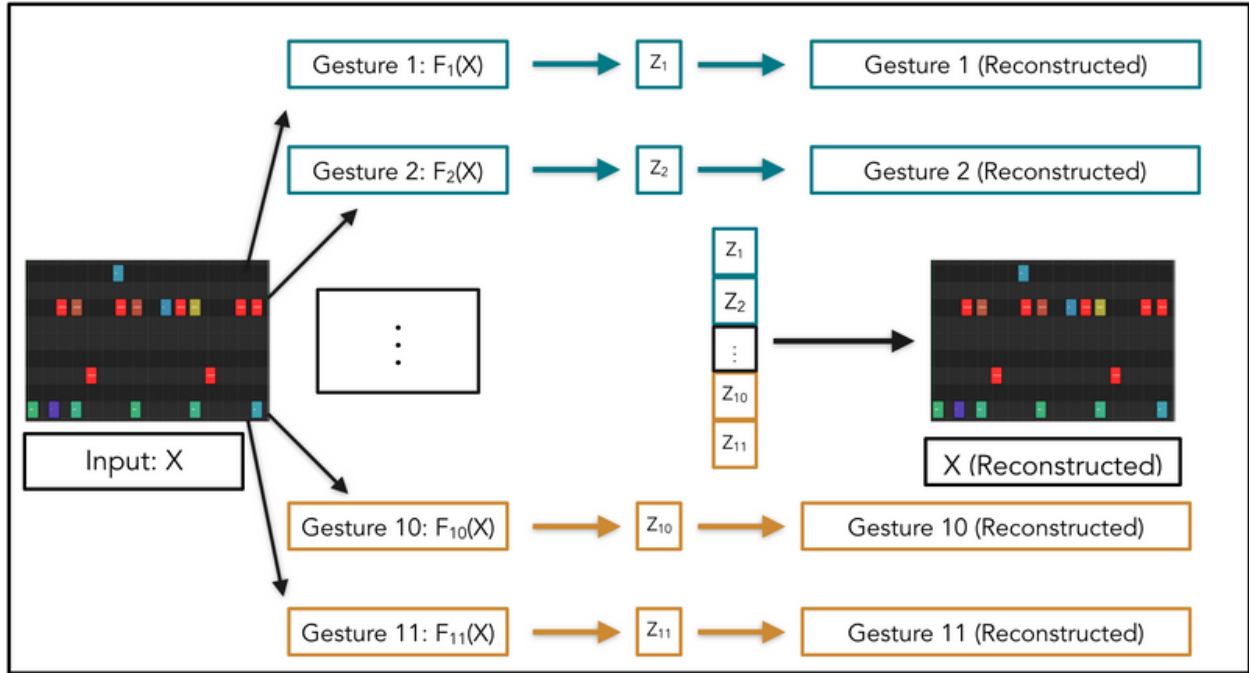 Gesture 1: F₁(X)
Z₁
Gesture 1 (Reconstructed)
Gesture 2: F₂(X)
Z₂
Gesture 2 (Reconstructed)
Input: X
⋮
Z₁
Z₂
⋮
Z₁₀
Z₁₁
X (Reconstructed)
Gesture 10: F₁₀(X)
Z₁₀
Gesture 10 (Reconstructed)
Gesture 11: F₁₁(X)
Z₁₁
Gesture 11 (Reconstructed)